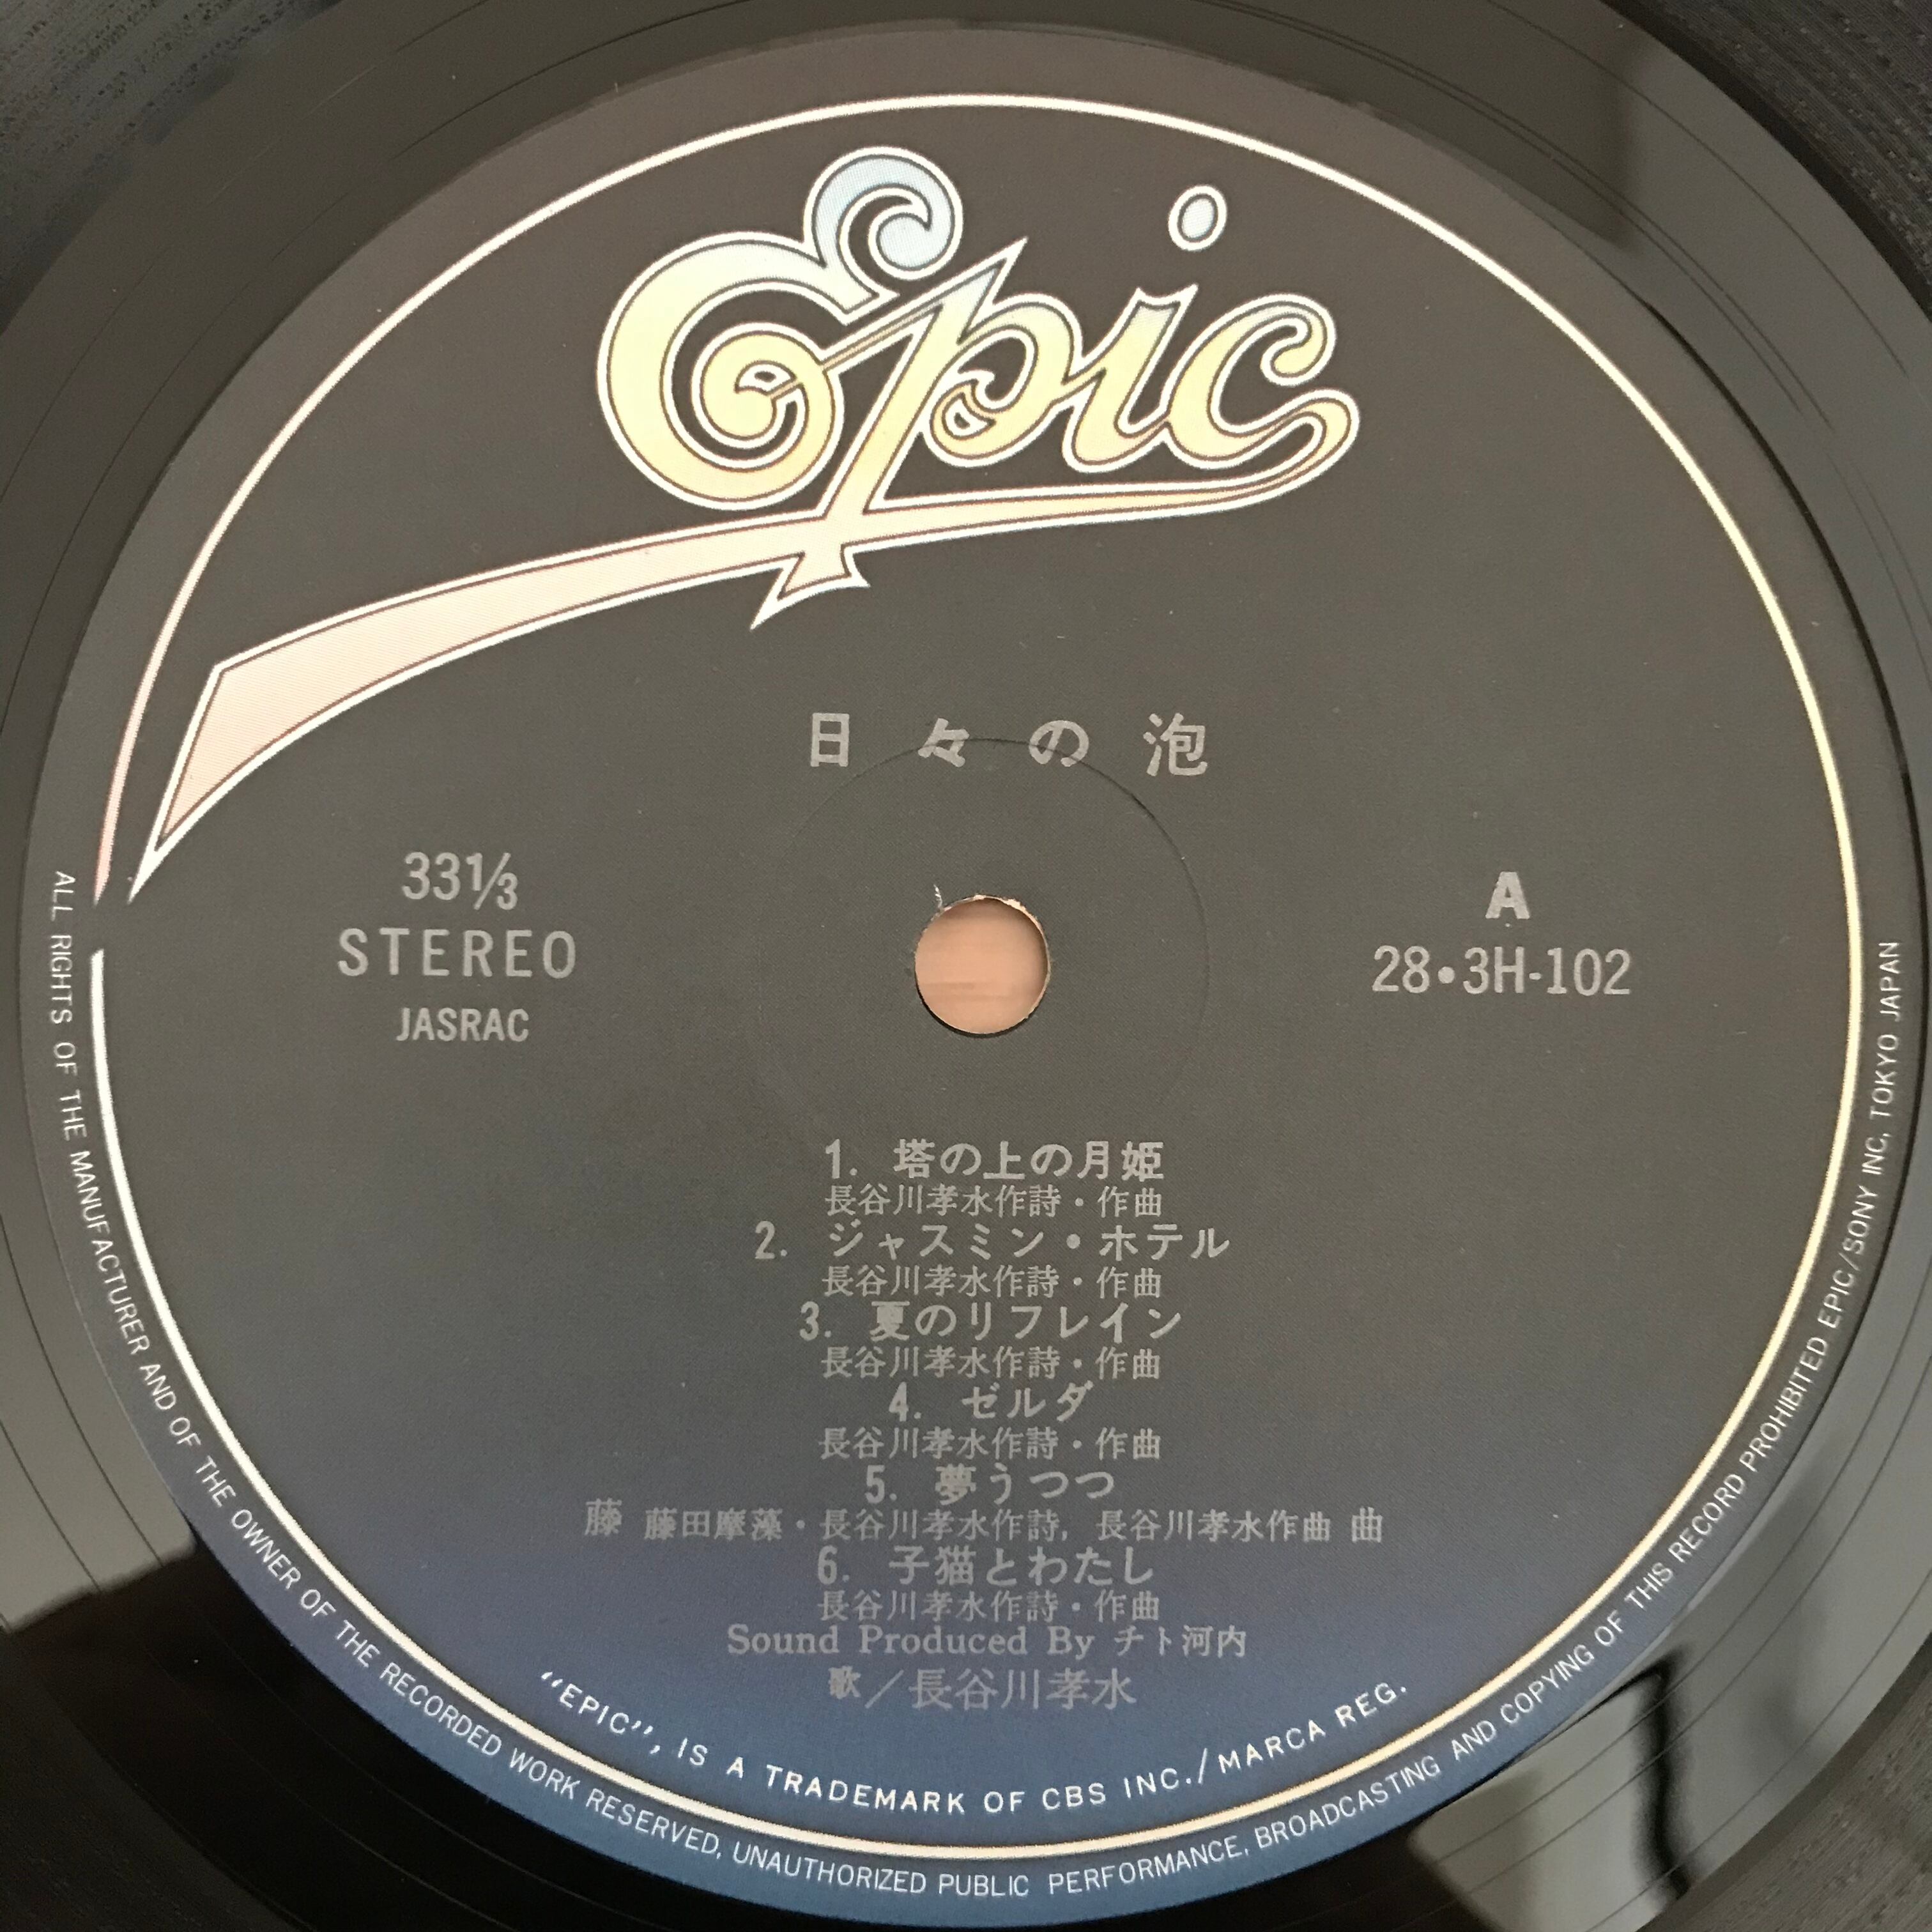 Epic
日々の泡
33⅓
STEREO
JASRAC
A
28・3H-102
1. 塔の上の月姫
長谷川孝水作詩・作曲
2. ジャスミン・ホテル
長谷川孝水作詩・作曲
3. 夏のリフレイン
長谷川孝水作詩・作曲
4. ゼルダ
長谷川孝水作詩・作曲
5. 夢うつつ
藤 藤田摩藻・長谷川孝水作詩, 長谷川孝水作曲 曲
6. 子猫とわたし
長谷川孝水作詩・作曲
Sound Produced By チト河内
歌／長谷川孝水
"EPIC", IS A TRADEMARK OF CBS INC./MARCA REG.
ALL RIGHTS OF THE MANUFACTURER AND OF THE OWNER OF THE RECORDED WORK RESERVED, UNAUTHORIZED PUBLIC PERFORMANCE, BROADCASTING AND COPYING OF THIS RECORD PROHIBITED EPIC/SONY INC, TOKYO JAPAN